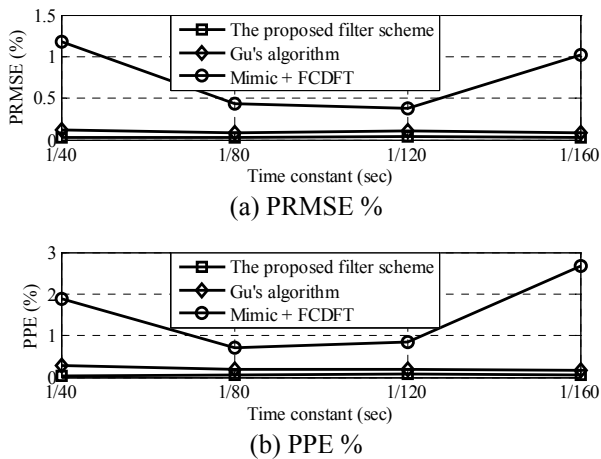 1.5
1
0.5
0
PRMSE (%)
The proposed filter scheme
Gu's algorithm
Mimic + FCDFT
1/40 1/80 1/120 1/160
Time constant (sec)
(a) PRMSE %
3
2
1
0
PPE (%)
The proposed filter scheme
Gu's algorithm
Mimic + FCDFT
1/40 1/80 1/120 1/160
Time constant (sec)
(b) PPE %